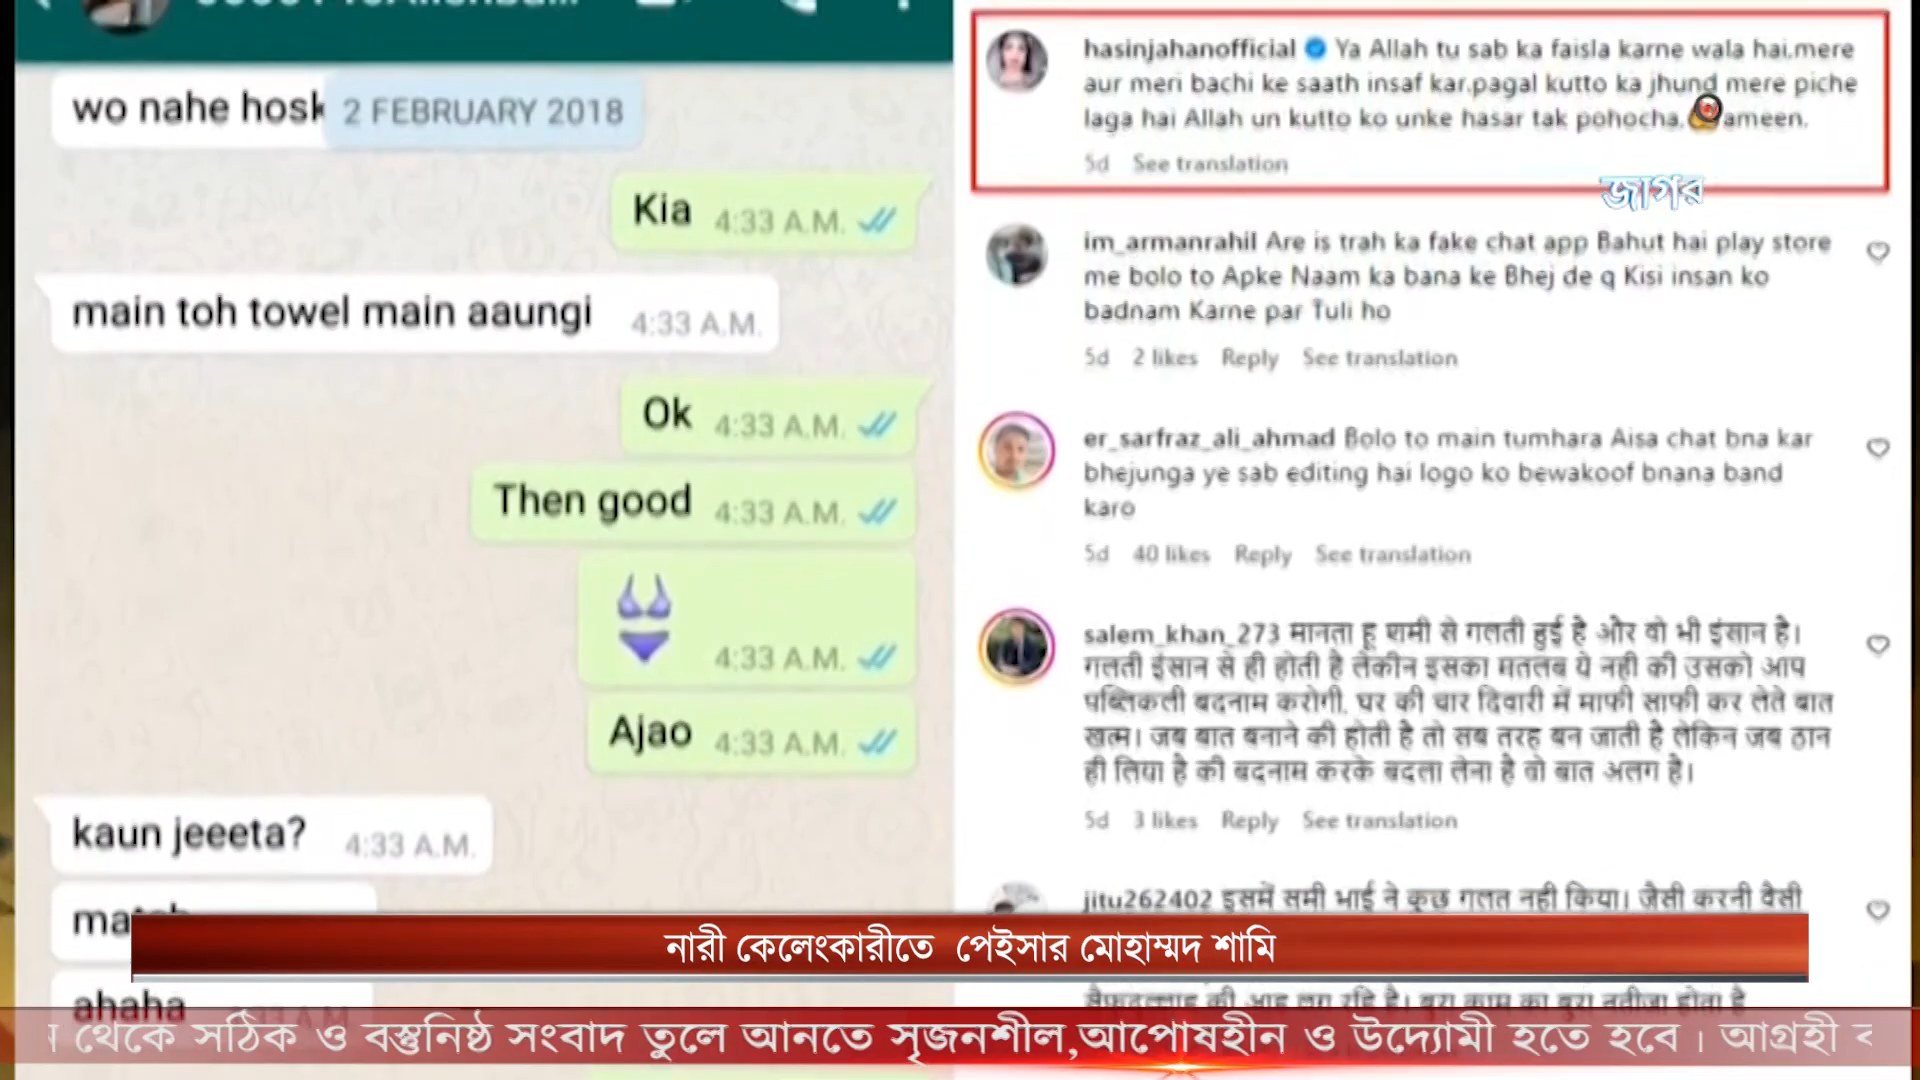 wo nahe hosk
2 FEBRUARY 2018
Kia 4:33 A.M.
main toh towel main aaungi 4:33 A.M.
Ok 4:33 A.M.
Then good 4:33 A.M.
4:33 A.M.
Ajao 4:33 A.M.
kaun jeeeta? 4:33 A.M.
ahaha
hasinjahanofficial Ya Allah tu sab ka faisla karne wala hai.mere
aur meri bachi ke saath insaf kar.pagal kutto ka jhund mere piche
laga hai Allah un kutto ko unke hasar tak pohocha. ameen.
5d See translation
জাগর
im_armanrahil Are is trah ka fake chat app Bahut hai play store
me bolo to Apke Naam ka bana ke Bhej de q Kisi insan ko
badnam Karne par Tuli ho
5d 2 likes Reply See translation
er_sarfraz_ali_ahmad Bolo to main tumhara Aisa chat bna kar
bhejunga ye sab editing hai logo ko bewakoof bnana band
karo
5d 40 likes Reply See translation
salem_khan_273 मानता हू शमी से गलती हुई है और वो भी इंसान है।
गलती इंसान से ही होती है लेकीन इसका मतलब ये नही की उसको आप
पब्लिकली बदनाम करोगी. घर की चार दिवारी में माफी साफी कर लेते बात
खत्म। जब बात बनाने की होती है तो सब तरह बन जाती है लेकिन जब ठान
ही लिया है की बदनाम करके बदला लेना है वो बात अलग है।
5d 3 likes Reply See translation
jitu262402 इसमें समी भाई ने कुछ गलत नही किया। जैसी करनी वैसी
নারী কেলেংকারীতে পেইসার মোহাম্মদ শামি
থেকে সঠিক ও বস্তুনিষ্ঠ সংবাদ তুলে আনতে সৃজনশীল,আপোষহীন ও উদ্যোমী হতে হবে। আগ্রহী